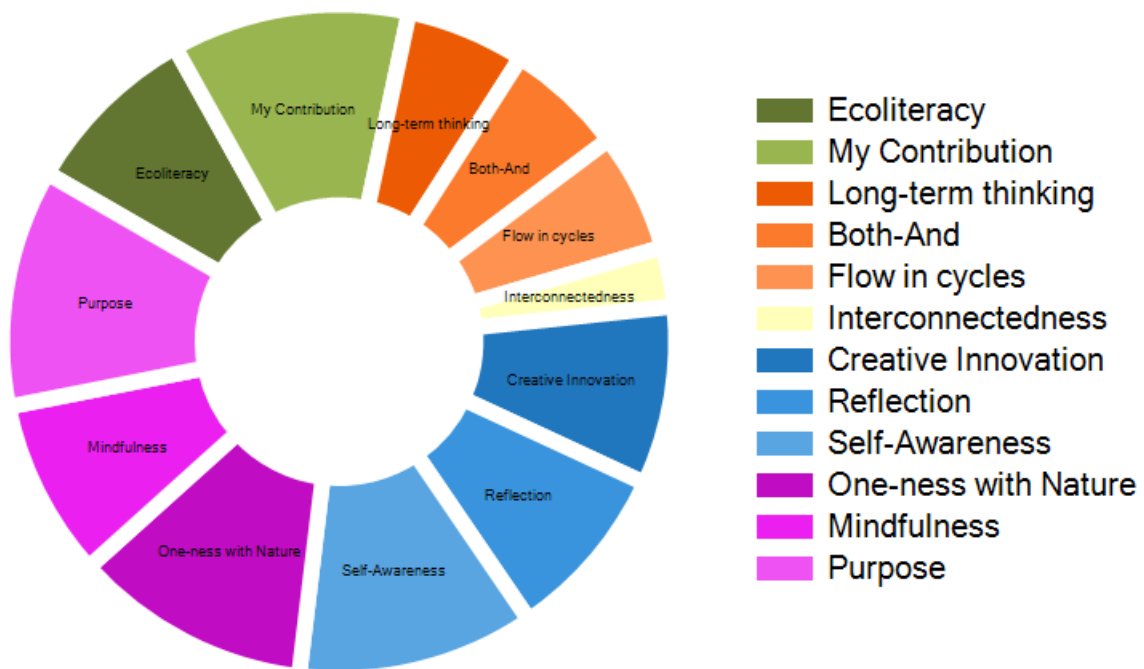 My Contribution
Long-term thinking
Ecoliteracy
Both-And
Flow in cycles
Purpose
Interconnectedness
Creative Innovation
Mindfulness
Reflection
One-ness with Nature
Self-Awareness
Ecoliteracy
My Contribution
Long-term thinking
Both-And
Flow in cycles
Interconnectedness
Creative Innovation
Reflection
Self-Awareness
One-ness with Nature
Mindfulness
Purpose